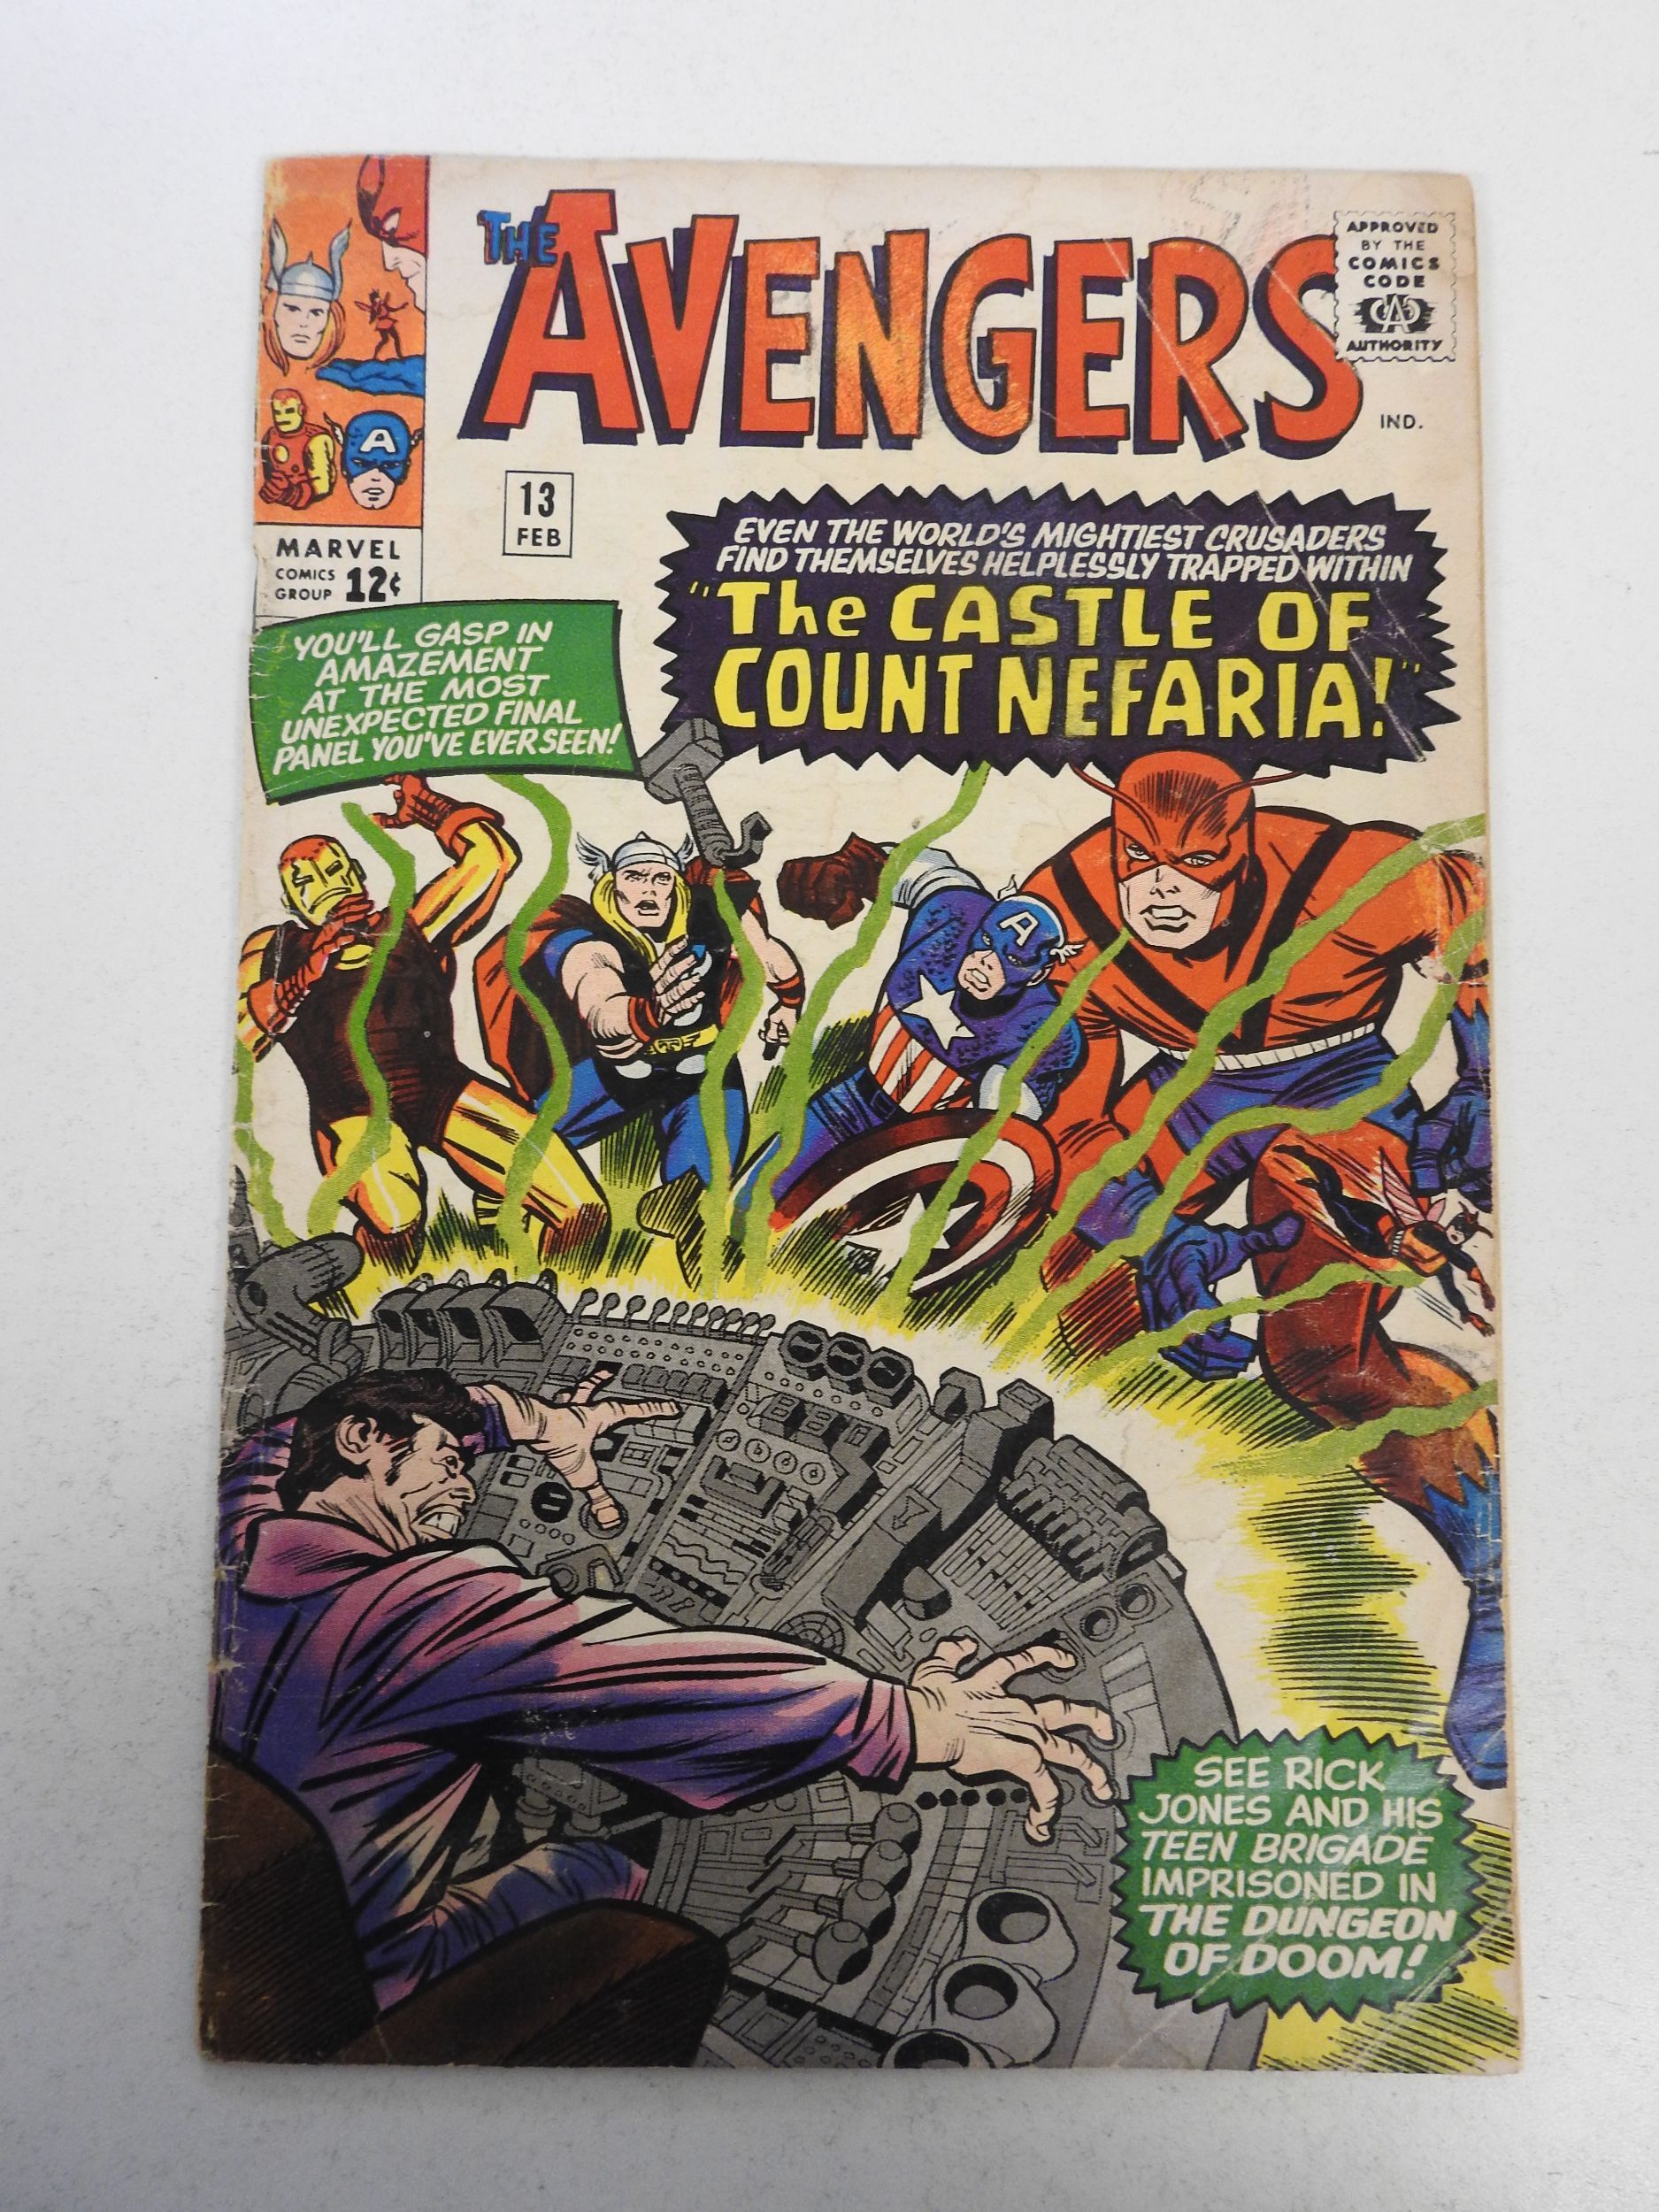 THE
AVENGERS
APPROVED
BY THE
COMICS
CODE
CA
AUTHORITY
IND.
A
13
FEB
MARVEL
COMICS
GROUP 12¢
EVEN THE WORLD'S MIGHTIEST CRUSADERS
FIND THEMSELVES HELPLESSLY TRAPPED WITHIN
"The CASTLE OF
COUNT NEFARIA!"
YOU'LL GASP IN
AMAZEMENT
AT THE MOST
UNEXPECTED FINAL
PANEL YOU'VE EVER SEEN!
A
SEE RICK
JONES AND HIS
TEEN BRIGADE
IMPRISONED IN
THE DUNGEON
OF DOOM!